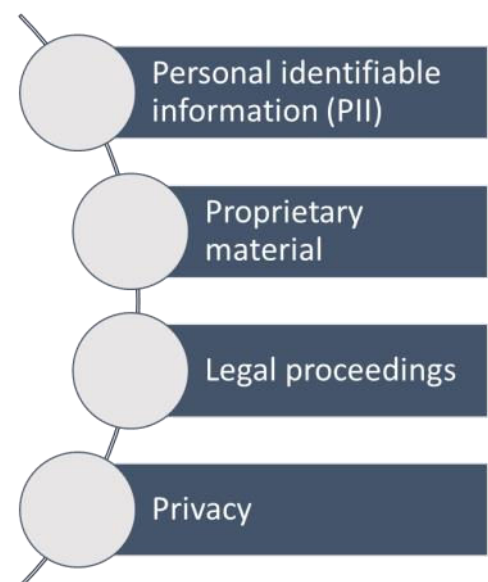 Personal identifiable
information (PII)
Proprietary
material
Legal proceedings
Privacy